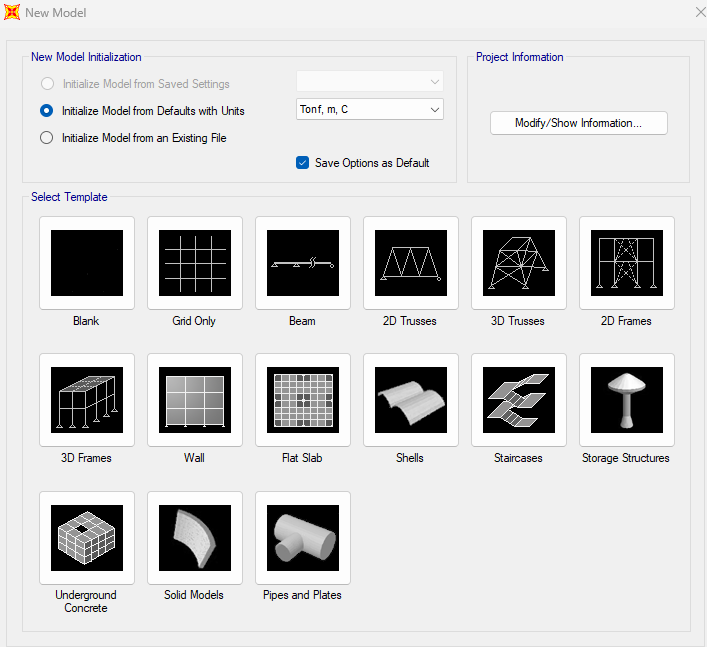 New Model
New Model Initialization
Project Information
Initialize Model from Saved Settings
Initialize Model from Defaults with Units
Tonf, m, C
Modify/Show Information...
Initialize Model from an Existing File
Save Options as Default
Select Template
Blank
Grid Only
Beam
2D Trusses
3D Trusses
2D Frames
3D Frames
Wall
Flat Slab
Shells
Staircases
Storage Structures
Underground
Concrete
Solid Models
Pipes and Plates